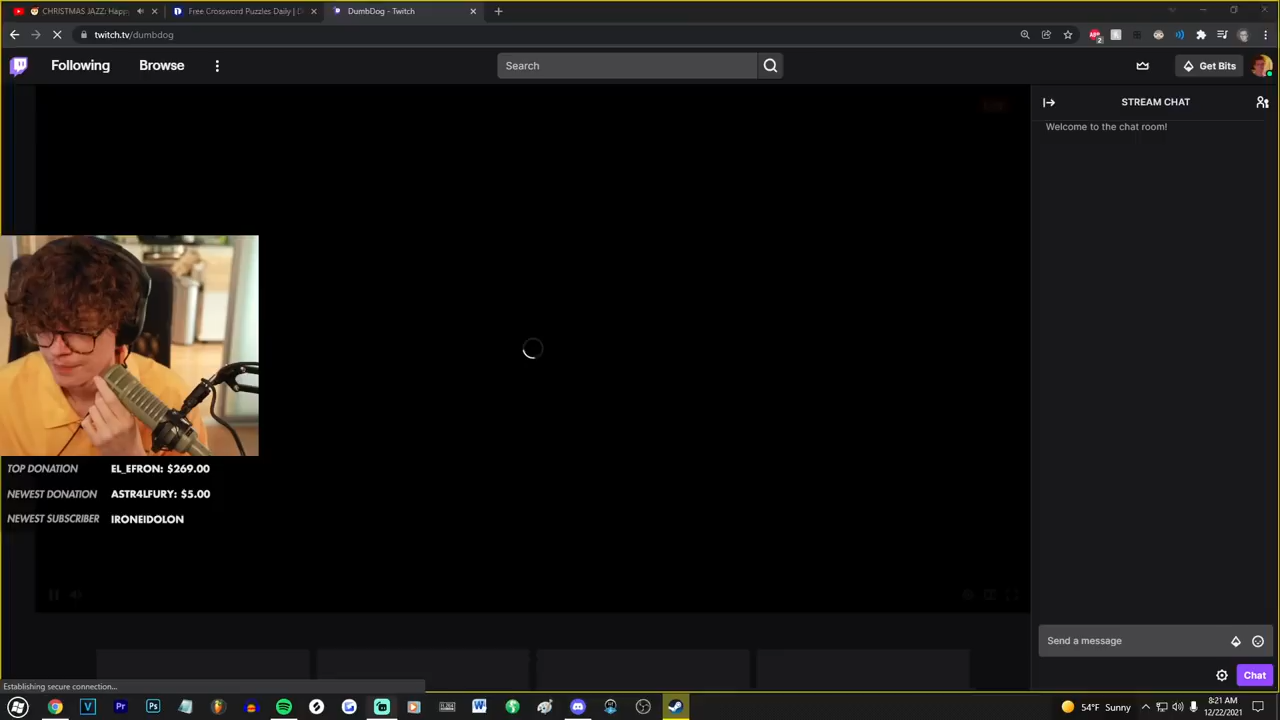 CHRISTMAS JAZZ: Happ
Free Crossword Puzzles Daily | D
DumbDog - Twitch
twitch.tv/dumbdog
Following
Browse
Search
Get Bits
STREAM CHAT
Welcome to the chat room!
TOP DONATION EL_EFRON: $269.00
NEWEST DONATION ASTR4LFURY: $5.00
NEWEST SUBSCRIBER IRONEIDOLON
Send a message
Chat
Establishing secure connection...
54°F Sunny
8:21 AM
12/22/2021